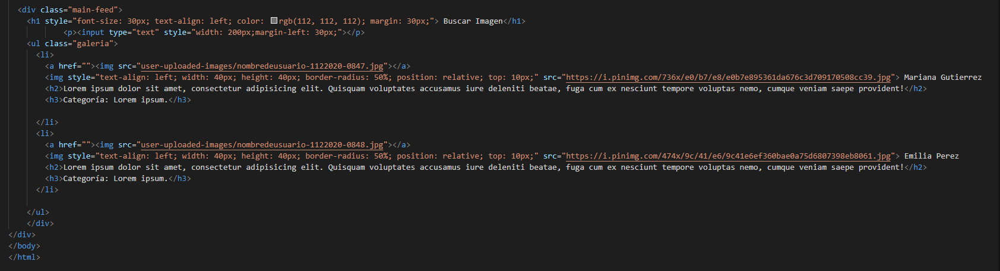 <div class="main-feed">
<h1 style="font-size: 30px; text-align: left; color: rgb(112, 112, 112); margin: 30px;"> Buscar Imagen</h1>
<p><input type="text" style="width: 200px;margin-left: 30px;"></p>
<ul class="galeria">
<li>
<a href=""><img src="user-uploaded-images/nombredeusuario-1122020-0847.jpg"></a>
<img style="text-align: left; width: 40px; height: 40px; border-radius: 50%; position: relative; top: 10px;" src="https://i.pinimg.com/736x/e0/b7/e8/e0b7e895361da676c3d709170508cc39.jpg"> Mariana Gutierrez
<h2>Lorem ipsum dolor sit amet, consectetur adipisicing elit. Quisquam voluptates accusamus iure deleniti beatae, fuga cum ex nesciunt tempore voluptas nemo, cumque veniam saepe provident!</h2>
<h3>Categoría: Lorem ipsum.</h3>
</li>
<li>
<a href=""><img src="user-uploaded-images/nombredeusuario-1122020-0848.jpg"></a>
<img style="text-align: left; width: 40px; height: 40px; border-radius: 50%; position: relative; top: 10px;" src="https://i.pinimg.com/474x/9c/41/e6/9c41e6ef360bae0a75d6807398eb8061.jpg"> Emilia Perez
<h2>Lorem ipsum dolor sit amet, consectetur adipisicing elit. Quisquam voluptates accusamus iure deleniti beatae, fuga cum ex nesciunt tempore voluptas nemo, cumque veniam saepe provident!</h2>
<h3>Categoría: Lorem ipsum.</h3>
</li>
</ul>
</div>
</div>
</body>
</html>